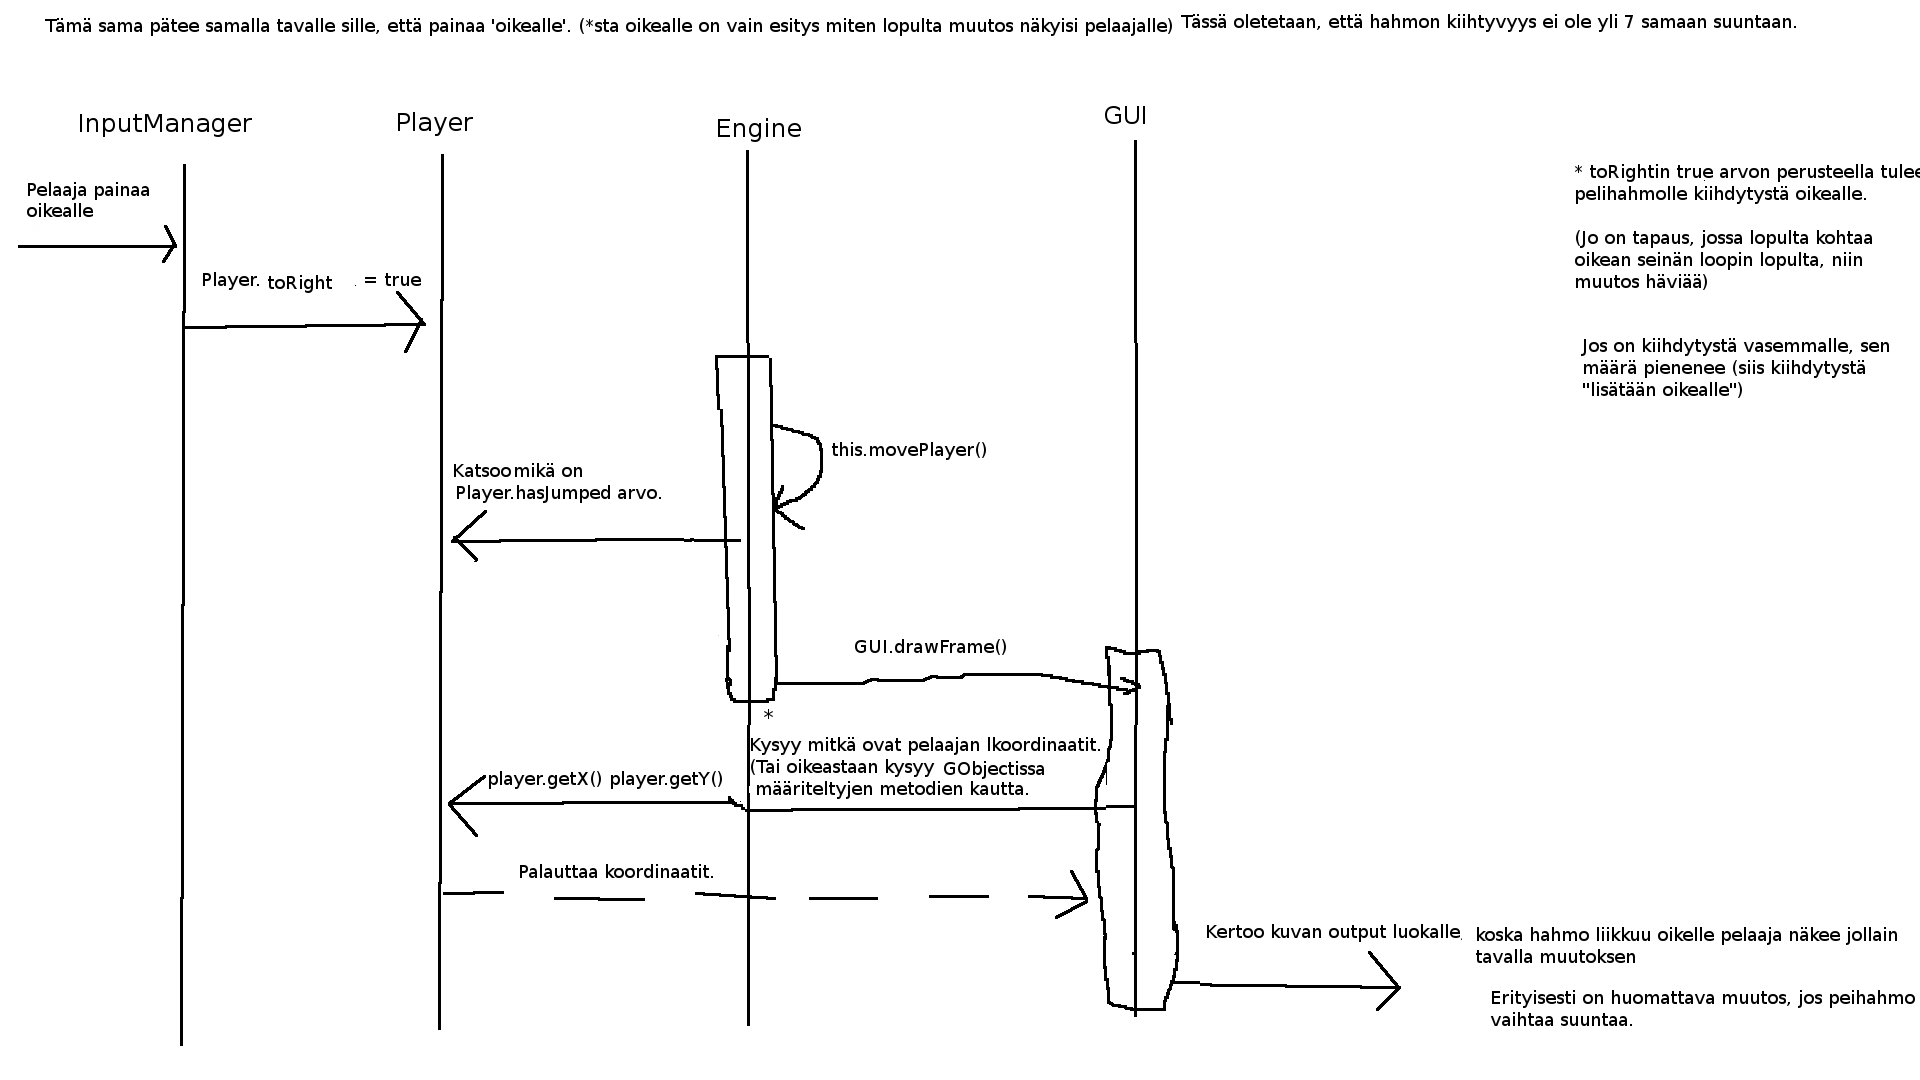 Tämä sama pätee samalla tavalle sille, että painaa 'oikealle'. (*sta oikealle on vain esitys miten lopulta muutos näkyisi pelaajalle) Tässä oletetaan, että hahmon kiihtyvyys ei ole yli 7 samaan suuntaan.
InputManager
Player
Engine
GUI
Pelaaja painaa
oikealle
Player. toRight = true
* toRightin true arvon perusteella tulee
pelihahmolle kiihdytystä oikealle.
(Jo on tapaus, jossa lopulta kohtaa
oikean seinän loopin lopulta, niin
muutos häviää)
Jos on kiihdytystä vasemmalle, sen
määrä pienenee (siis kiihdytystä
"lisätään oikealle")
this.movePlayer()
Katsoo mikä on
Player.hasJumped arvo.
GUI.drawFrame()
*
Kysyy mitkä ovat pelaajan lkoordinaatit.
(Tai oikeastaan kysyy GObjectissa
määriteltyjen metodien kautta.
player.getX() player.getY()
Palauttaa koordinaatit.
Kertoo kuvan output luokalle.
koska hahmo liikkuu oikelle pelaaja näkee jollain
tavalla muutoksen
Erityisesti on huomattava muutos, jos peihahmo
vaihtaa suuntaa.